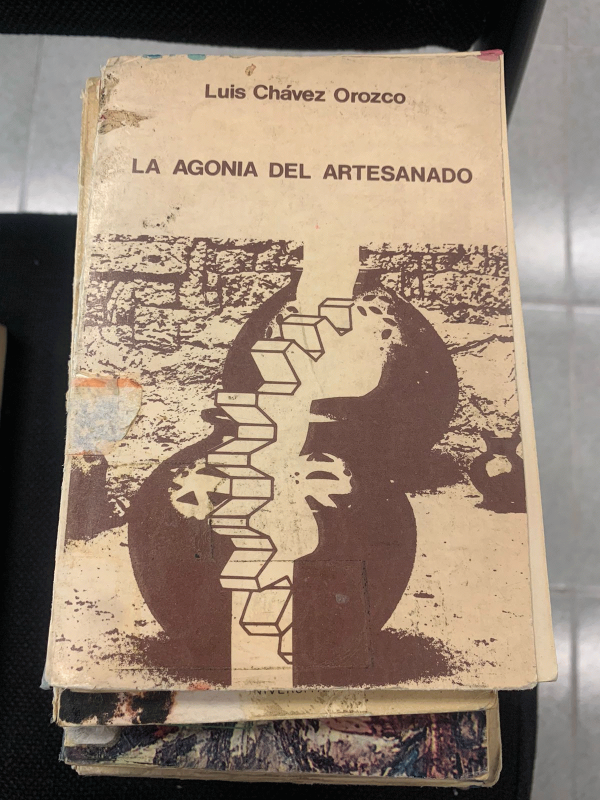 Luis Chávez Orozco
LA AGONIA DEL ARTESANADO